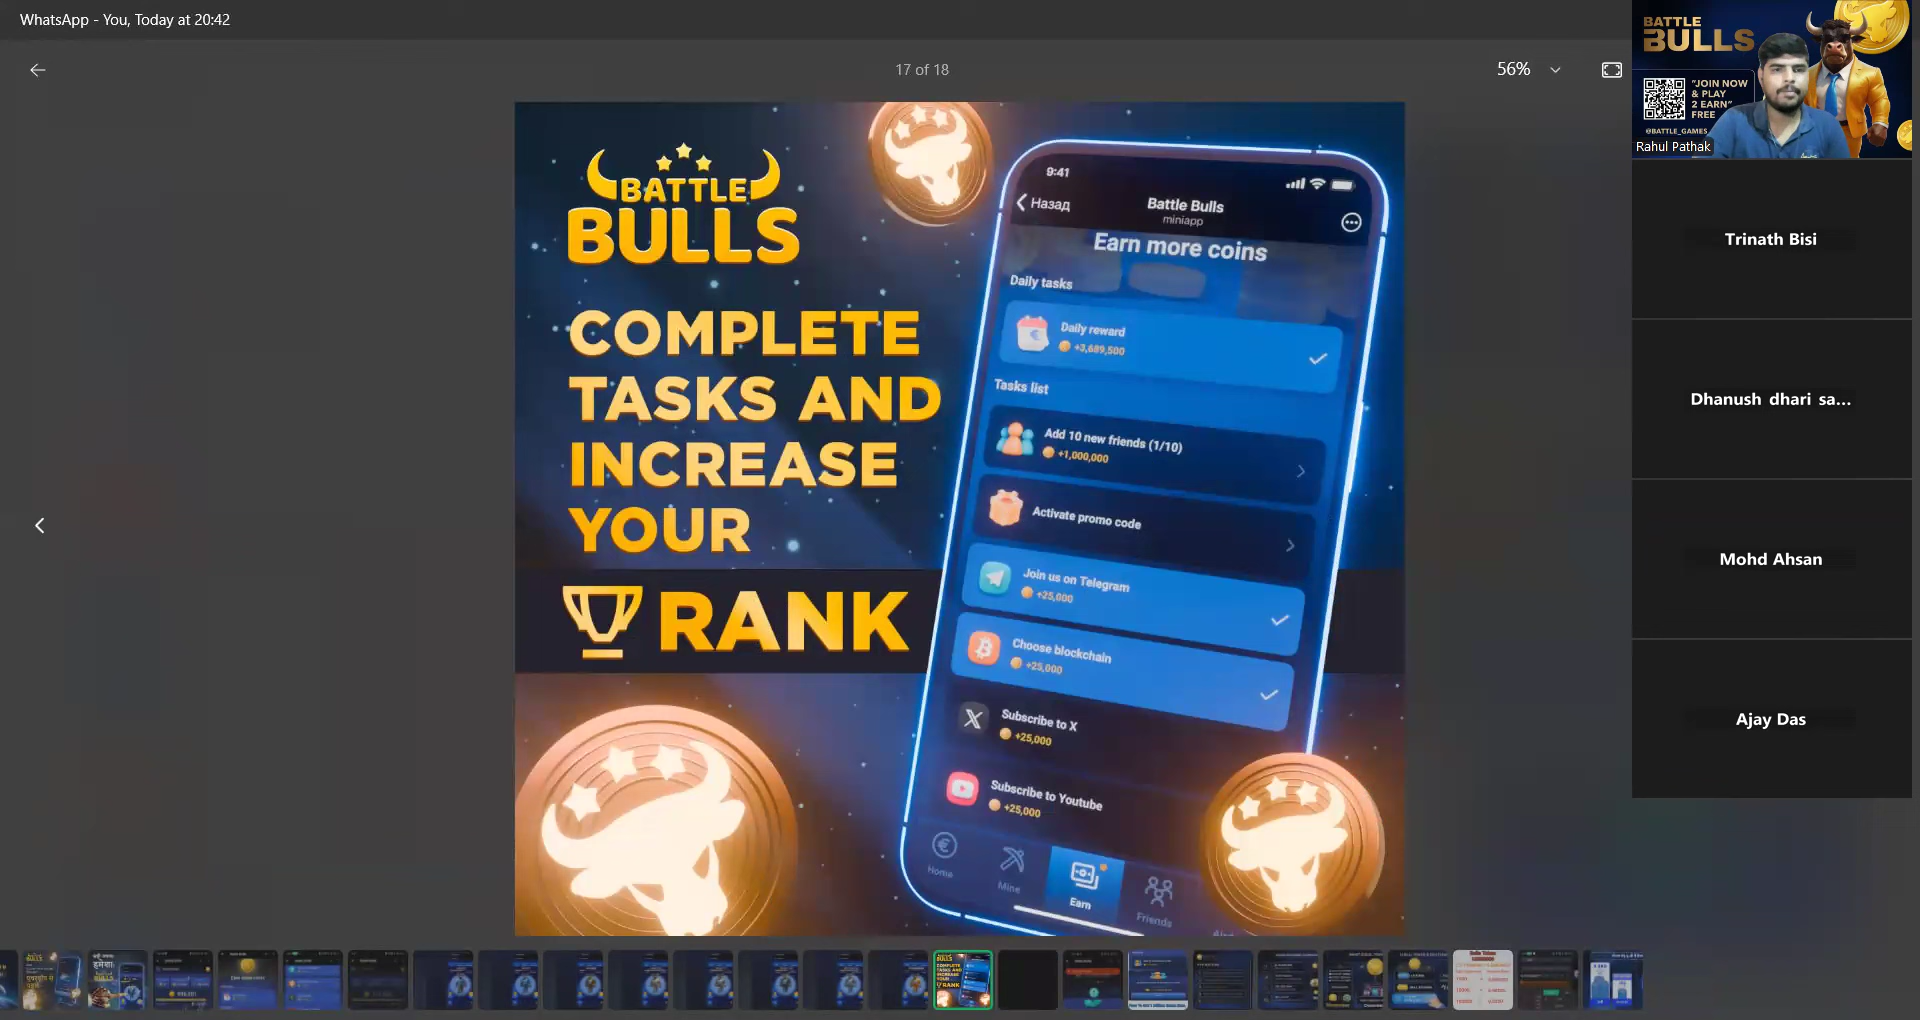 WhatsApp - You, Today at 20:42
17 of 18
56%
BATTLE
BULLS
COMPLETE
TASKS AND
INCREASE
YOUR
RANK
9:41
Назад
Battle Bulls
miniapp
Earn more coins
Daily tasks
Daily reward
+3,689,500
Tasks list
Add 10 new friends (1/10)
+1,000,000
Activate promo code
Join us on Telegram
+25,000
Choose blockchain
+25,000
Subscribe to X
+25,000
Subscribe to Youtube
+25,000
Home
Mine
Earn
Friends
BATTLE
BULLS
"JOIN NOW
& PLAY
2 EARN"
FREE
@BATTLE_GAMES
Rahul Pathak
Trinath Bisi
Dhanush dhari sa...
Mohd Ahsan
Ajay Das